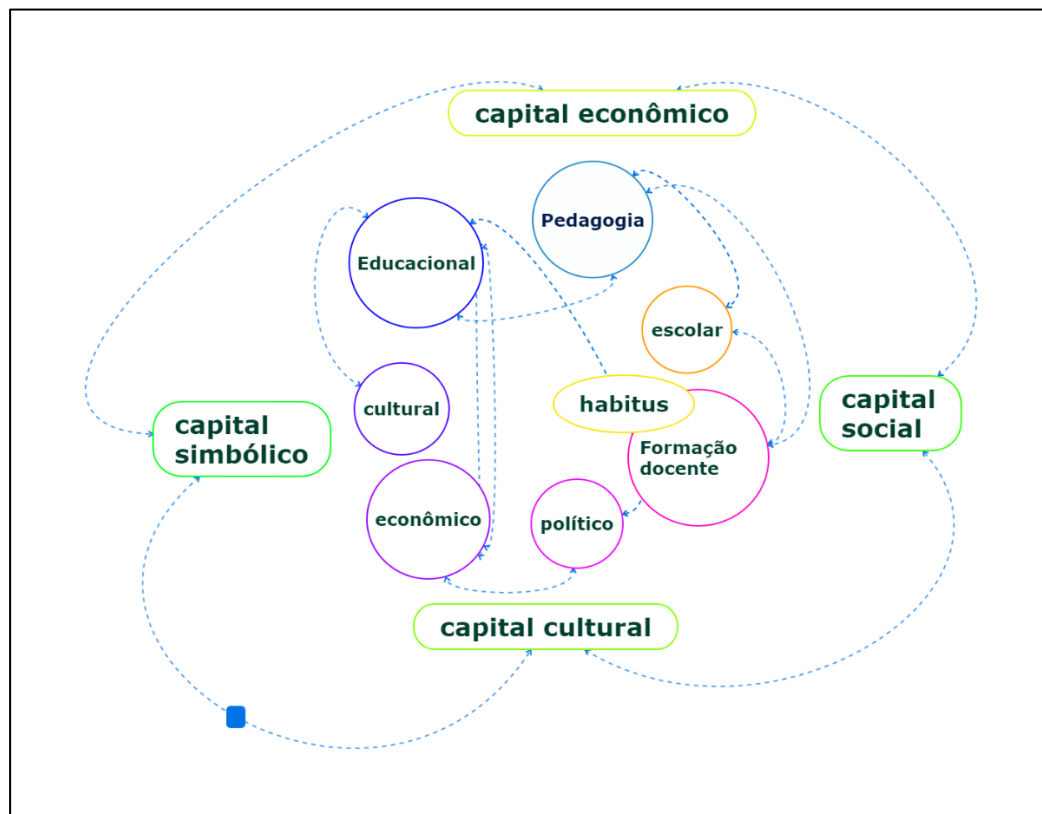 capital econômico
Pedagogia
Educacional
escolar
habitus
cultural
capital
social
capital
simbólico
Formação
docente
econômico
político
capital cultural